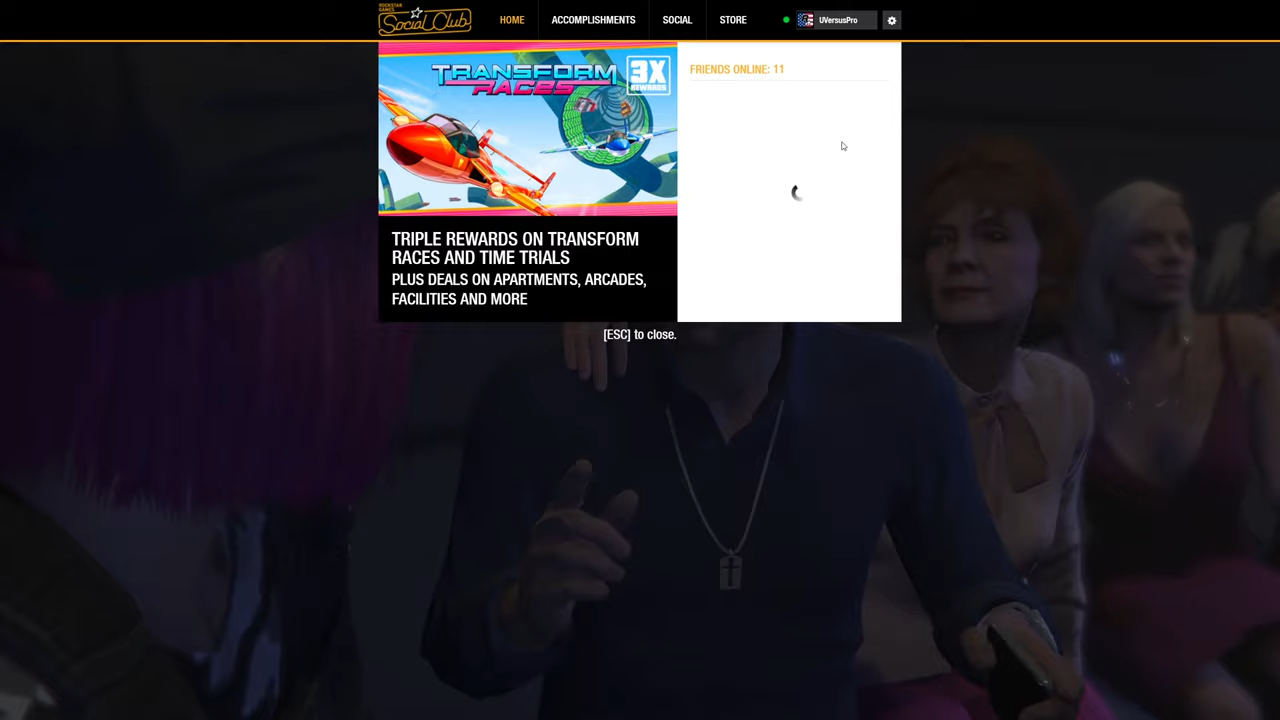 ROCKSTAR
GAMES
Social Club
HOME
ACCOMPLISHMENTS
SOCIAL
STORE
UVersusPro
TRANSFORM
RACES
3X
REWARDS
FRIENDS ONLINE: 11
TRIPLE REWARDS ON TRANSFORM
RACES AND TIME TRIALS
PLUS DEALS ON APARTMENTS, ARCADES,
FACILITIES AND MORE
[ESC] to close.